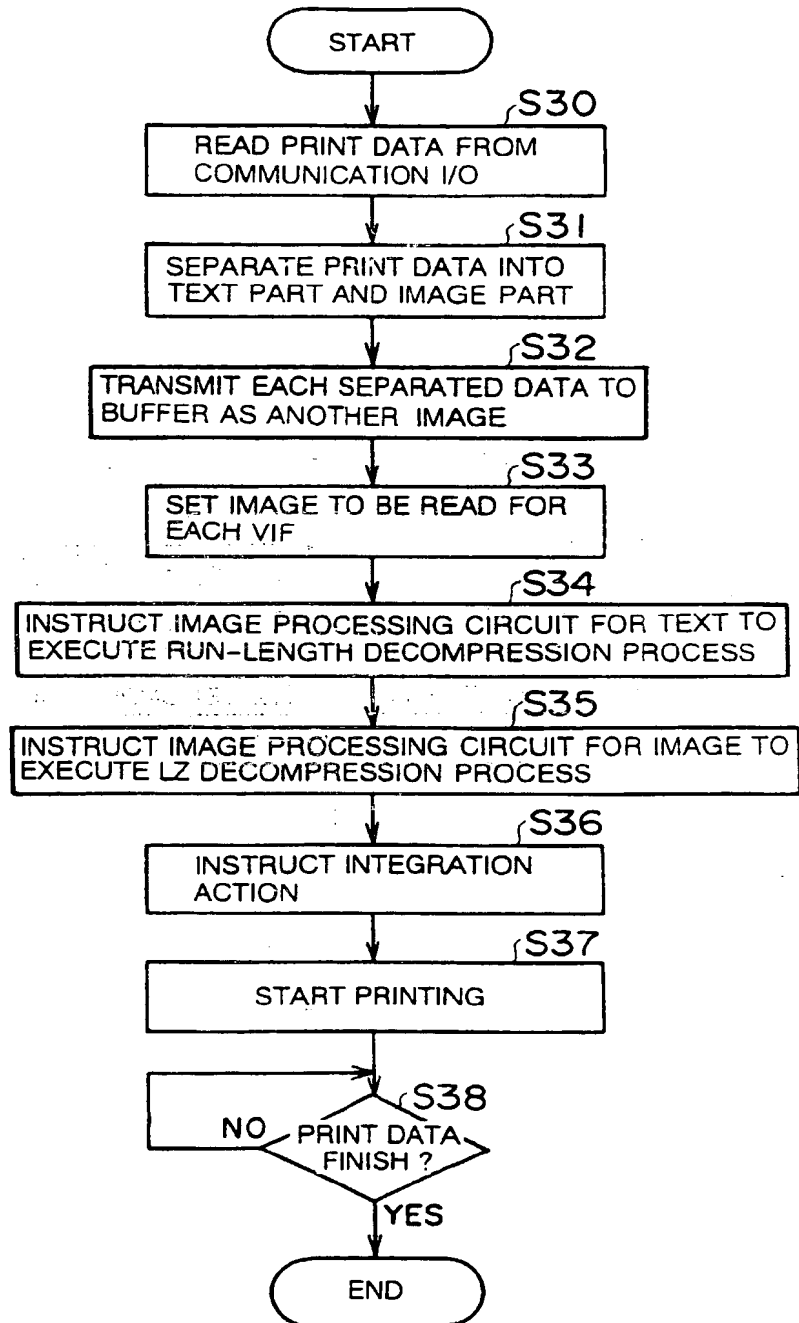 START
S30
READ PRINT DATA FROM
COMMUNICATION I/O
S31
SEPARATE PRINT DATA INTO
TEXT PART AND IMAGE PART
S32
TRANSMIT EACH SEPARATED DATA TO
BUFFER AS ANOTHER IMAGE
S33
SET IMAGE TO BE READ FOR
EACH VIF
S34
INSTRUCT IMAGE PROCESSING CIRCUIT FOR TEXT TO
EXECUTE RUN-LENGTH DECOMPRESSION PROCESS
S35
INSTRUCT IMAGE PROCESSING CIRCUIT FOR IMAGE TO
EXECUTE LZ DECOMPRESSION PROCESS
S36
INSTRUCT INTEGRATION
ACTION
S37
START PRINTING
S38
NO
PRINT DATA
FINISH ?
YES
END